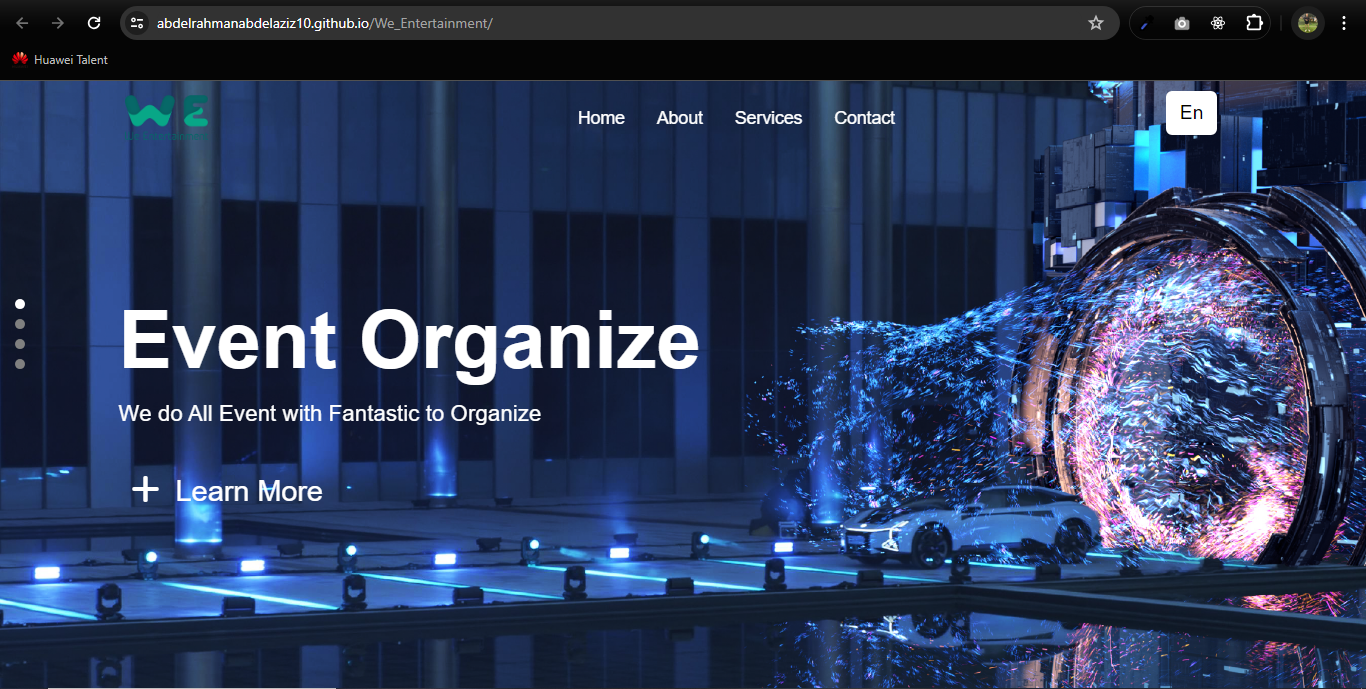 abdelrahmanabdelaziz10.github.io/We_Entertainment/
Huawei Talent
WE
Home About Services Contact
En
Event Organize
We do All Event with Fantastic to Organize
+ Learn More